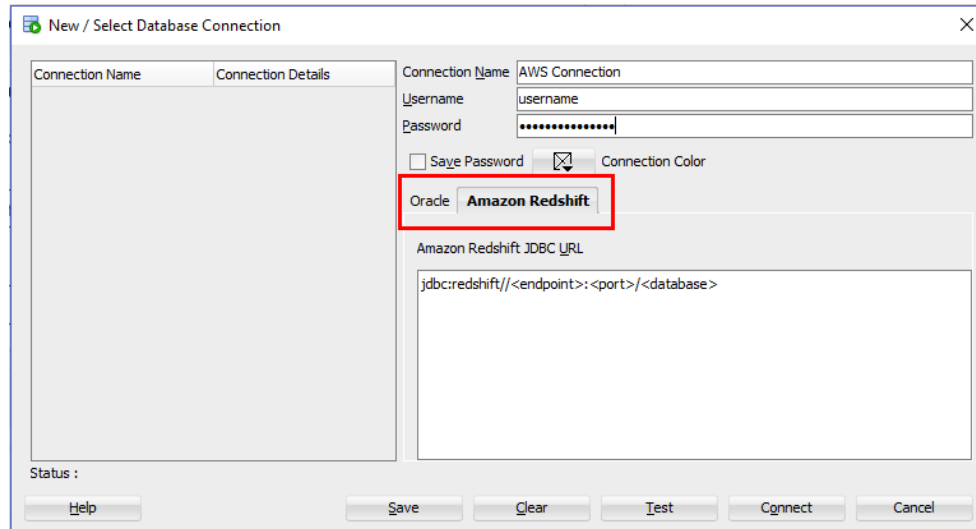 New / Select Database Connection
Connection Name Connection Details
Connection Name AWS Connection
Username username
Password •••••••••••••••
Save Password Connection Color
Oracle Amazon Redshift
Amazon Redshift JDBC URL
jdbc:redshift//<endpoint>:<port>/<database>
Status :
Help Save Clear Test Connect Cancel